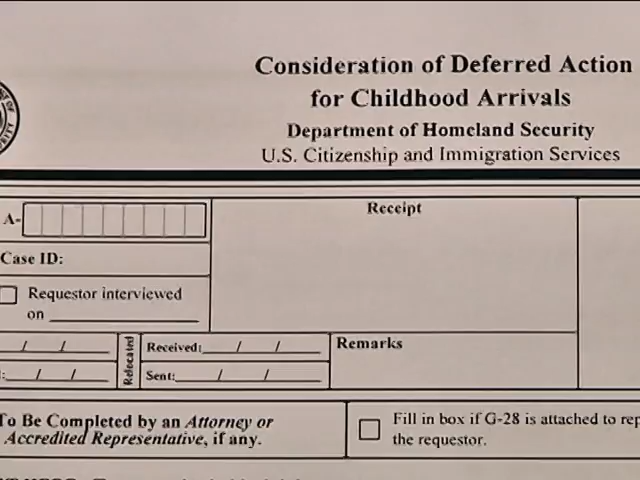 Consideration of Deferred Action
for Childhood Arrivals
Department of Homeland Security
U.S. Citizenship and Immigration Services
A-
Receipt
Case ID:
Requestor interviewed
on
Relocated
Received: / /
Sent: / /
Remarks
To Be Completed by an Attorney or
Accredited Representative, if any.
Fill in box if G-28 is attached to rep
the requestor.